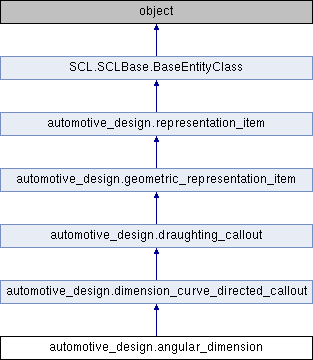 object
SCL.SCLBase.BaseEntityClass
automotive_design.representation_item
automotive_design.geometric_representation_item
automotive_design.draughting_callout
automotive_design.dimension_curve_directed_callout
automotive_design.angular_dimension